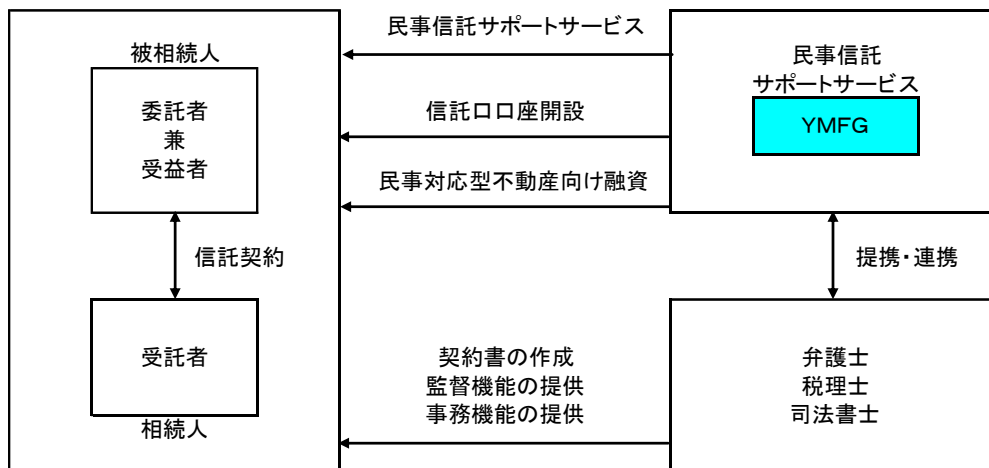 民事信託サポートサービス
被相続人
委託者
兼
受益者
信託口口座開設
民事対応型不動産向け融資
民事信託
サポートサービス
YMFG
信託契約
提携・連携
受託者
相続人
契約書の作成
監督機能の提供
事務機能の提供
弁護士
税理士
司法書士